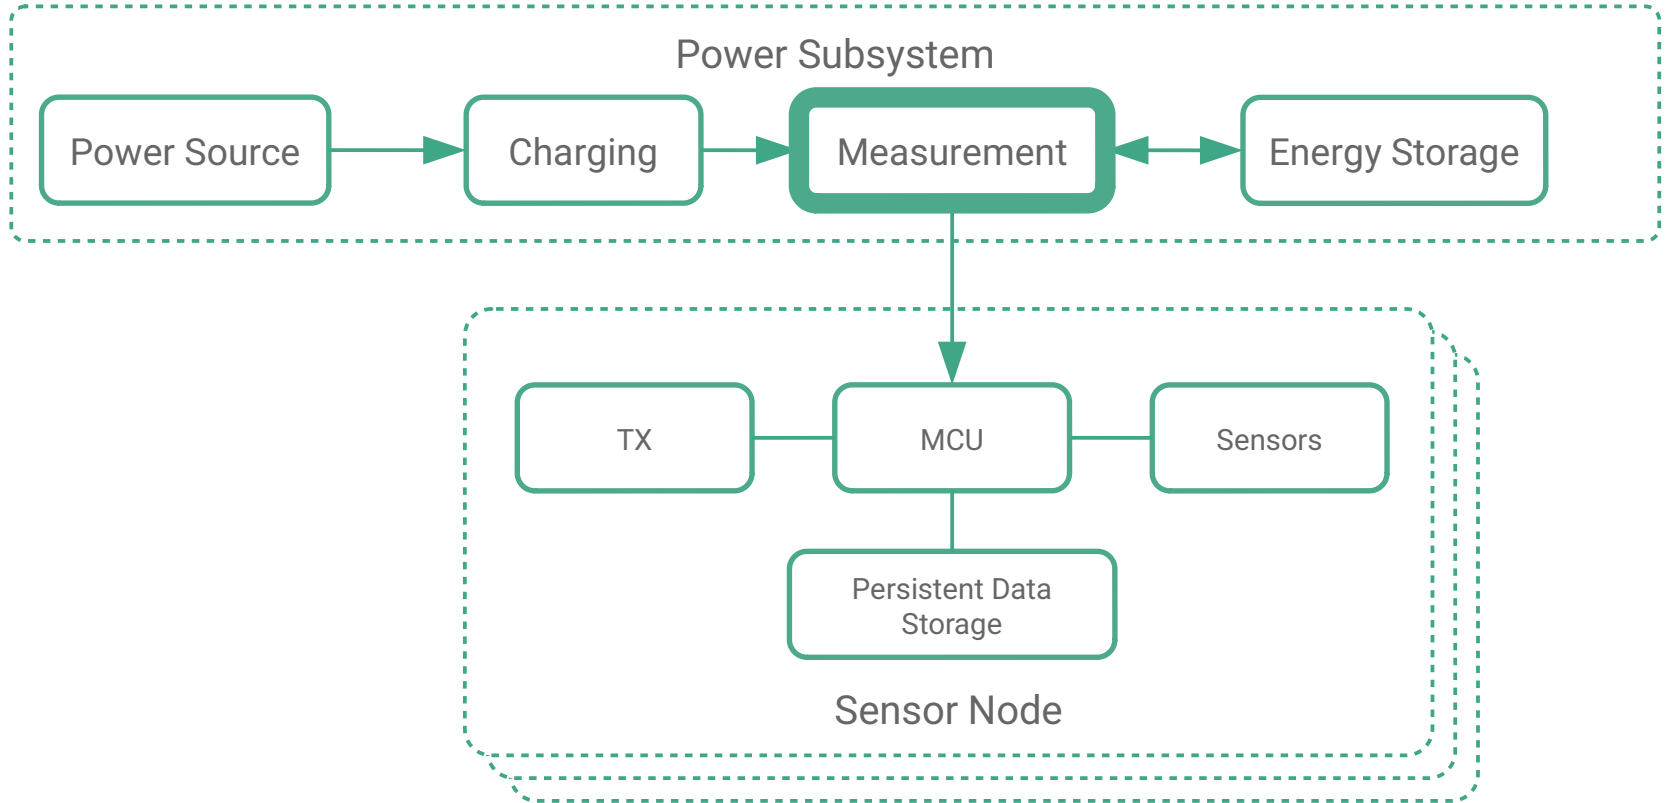 Power Subsystem
Power Source
Charging
Measurement
Energy Storage
TX
MCU
Sensors
Persistent Data
Storage
Sensor Node